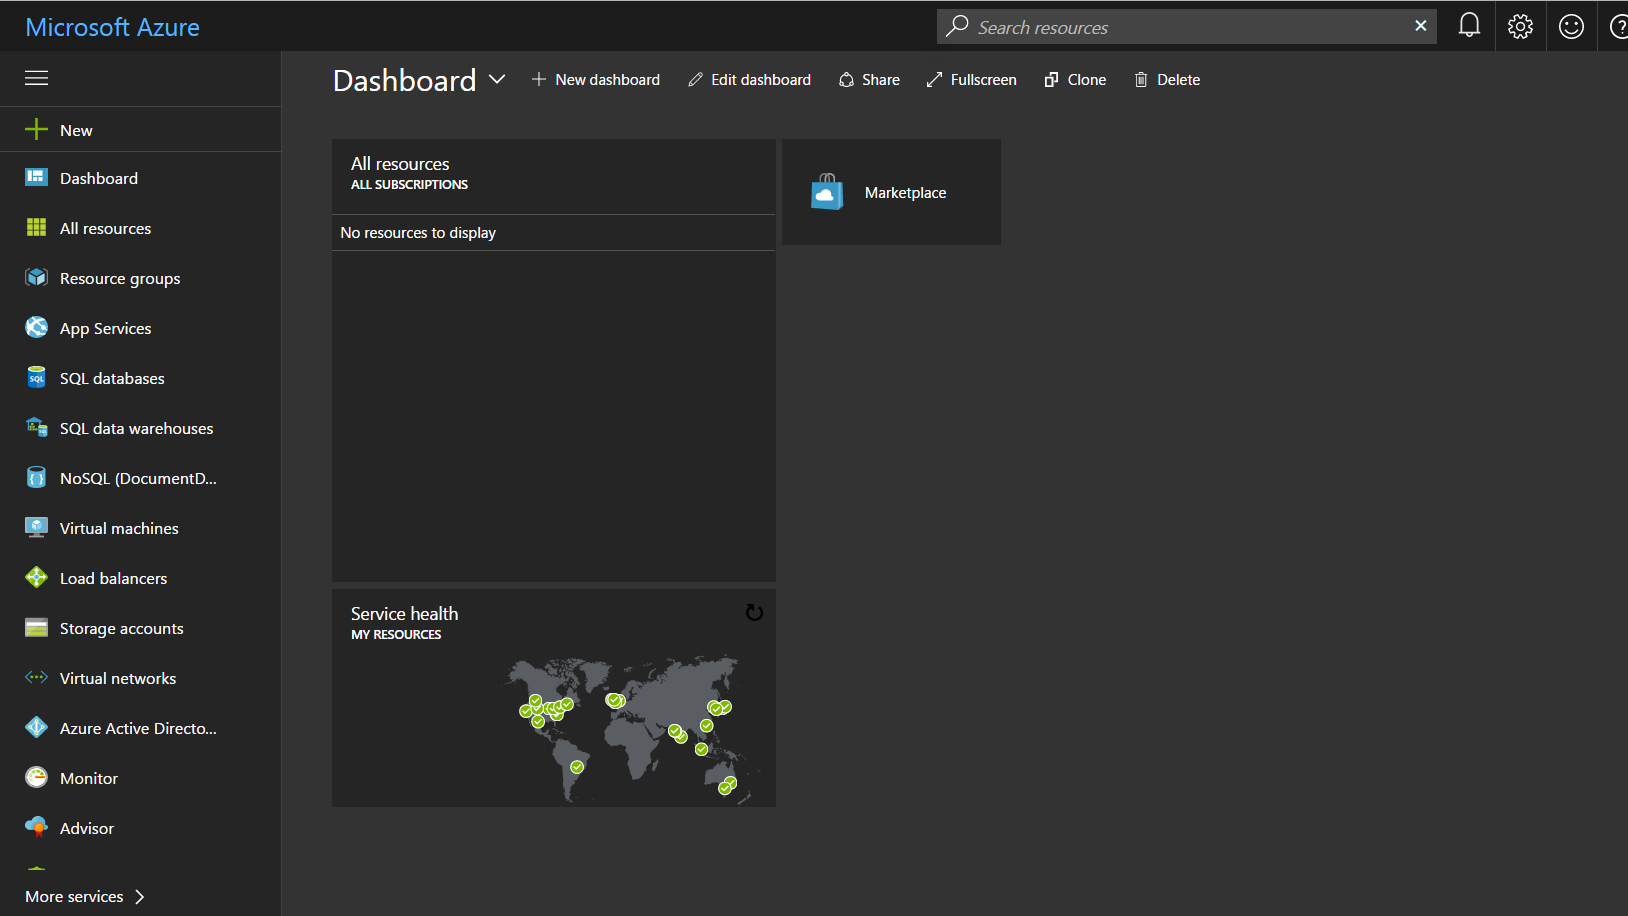 Microsoft Azure
Search resources
New
Dashboard
All resources
Resource groups
App Services
SQL databases
SQL
SQL data warehouses
NoSQL (DocumentD...
Virtual machines
Load balancers
Storage accounts
Virtual networks
Azure Active Directo...
Monitor
Advisor
More services
Dashboard
New dashboard
Edit dashboard
Share
Fullscreen
Clone
Delete
All resources
ALL SUBSCRIPTIONS
No resources to display
Marketplace
Service health
MY RESOURCES